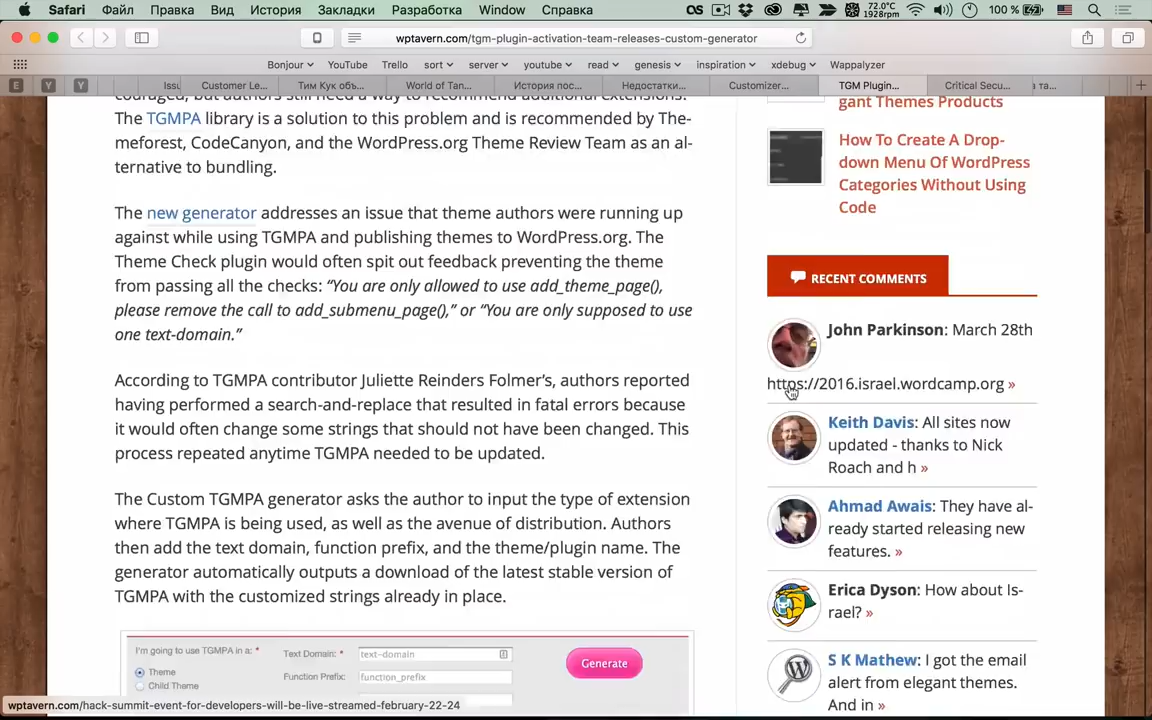 Safari Файл Правка Вид История Закладки Разработка Window Справка
72.0°C
1928rpm
100 %
wptavern.com/tgm-plugin-activation-team-releases-custom-generator
Bonjour YouTube Trello sort server youtube read genesis inspiration xdebug Wappalyzer
E Y Y Issu Customer Le... Тим Кук объ... World of Tan... История пос... Недостатки... Customizer... TGM Plugin... Critical Secu... та...
couraged, but authors still need a way to recommend additional extensions.
The TGMPA library is a solution to this problem and is recommended by The-
meforest, CodeCanyon, and the WordPress.org Theme Review Team as an al-
ternative to bundling.
The new generator addresses an issue that theme authors were running up
against while using TGMPA and publishing themes to WordPress.org. The
Theme Check plugin would often spit out feedback preventing the theme
from passing all the checks: “You are only allowed to use add_theme_page(),
please remove the call to add_submenu_page(),” or “You are only supposed to use
one text-domain.”
According to TGMPA contributor Juliette Reinders Folmer’s, authors reported
having performed a search-and-replace that resulted in fatal errors because
it would often change some strings that should not have been changed. This
process repeated anytime TGMPA needed to be updated.
The Custom TGMPA generator asks the author to input the type of extension
where TGMPA is being used, as well as the avenue of distribution. Authors
then add the text domain, function prefix, and the theme/plugin name. The
generator automatically outputs a download of the latest stable version of
TGMPA with the customized strings already in place.
I'm going to use TGMPA in a: *
Theme
Child Theme
Text Domain: * text-domain
Function Prefix: function_prefix
Generate
gant Themes Products
How To Create A Drop-
down Menu Of WordPress
Categories Without Using
Code
RECENT COMMENTS
John Parkinson: March 28th
https://2016.israel.wordcamp.org »
Keith Davis: All sites now
updated - thanks to Nick
Roach and h »
Ahmad Awais: They have al-
ready started releasing new
features. »
Erica Dyson: How about Is-
rael? »
S K Mathew: I got the email
alert from elegant themes.
And in »
wptavern.com/hack-summit-event-for-developers-will-be-live-streamed-february-22-24